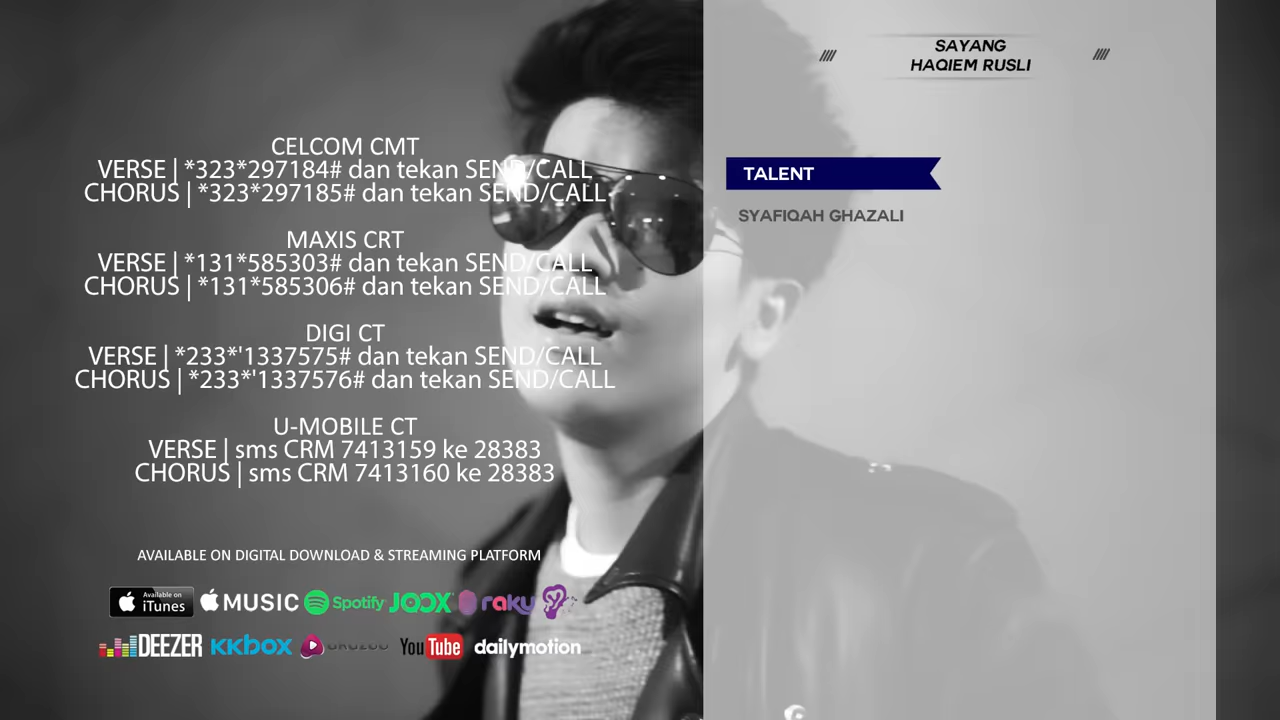 CELCOM CMT
VERSE | *323*297184# dan tekan SEND/CALL
CHORUS | *323*297185# dan tekan SEND/CALL
MAXIS CRT
VERSE | *131*585303# dan tekan SEND/CALL
CHORUS | *131*585306# dan tekan SEND/CALL
DIGI CT
VERSE | *233*'1337575# dan tekan SEND/CALL
CHORUS | *233*'1337576# dan tekan SEND/CALL
U-MOBILE CT
VERSE | sms CRM 7413159 ke 28383
CHORUS | sms CRM 7413160 ke 28383
AVAILABLE ON DIGITAL DOWNLOAD & STREAMING PLATFORM
Available on iTunes MUSIC Spotify JOOX raku
DEEZER KKBOX YouTube dailymotion
SAYANG
HAQIEM RUSLI
TALENT
SYAFIQAH GHAZALI